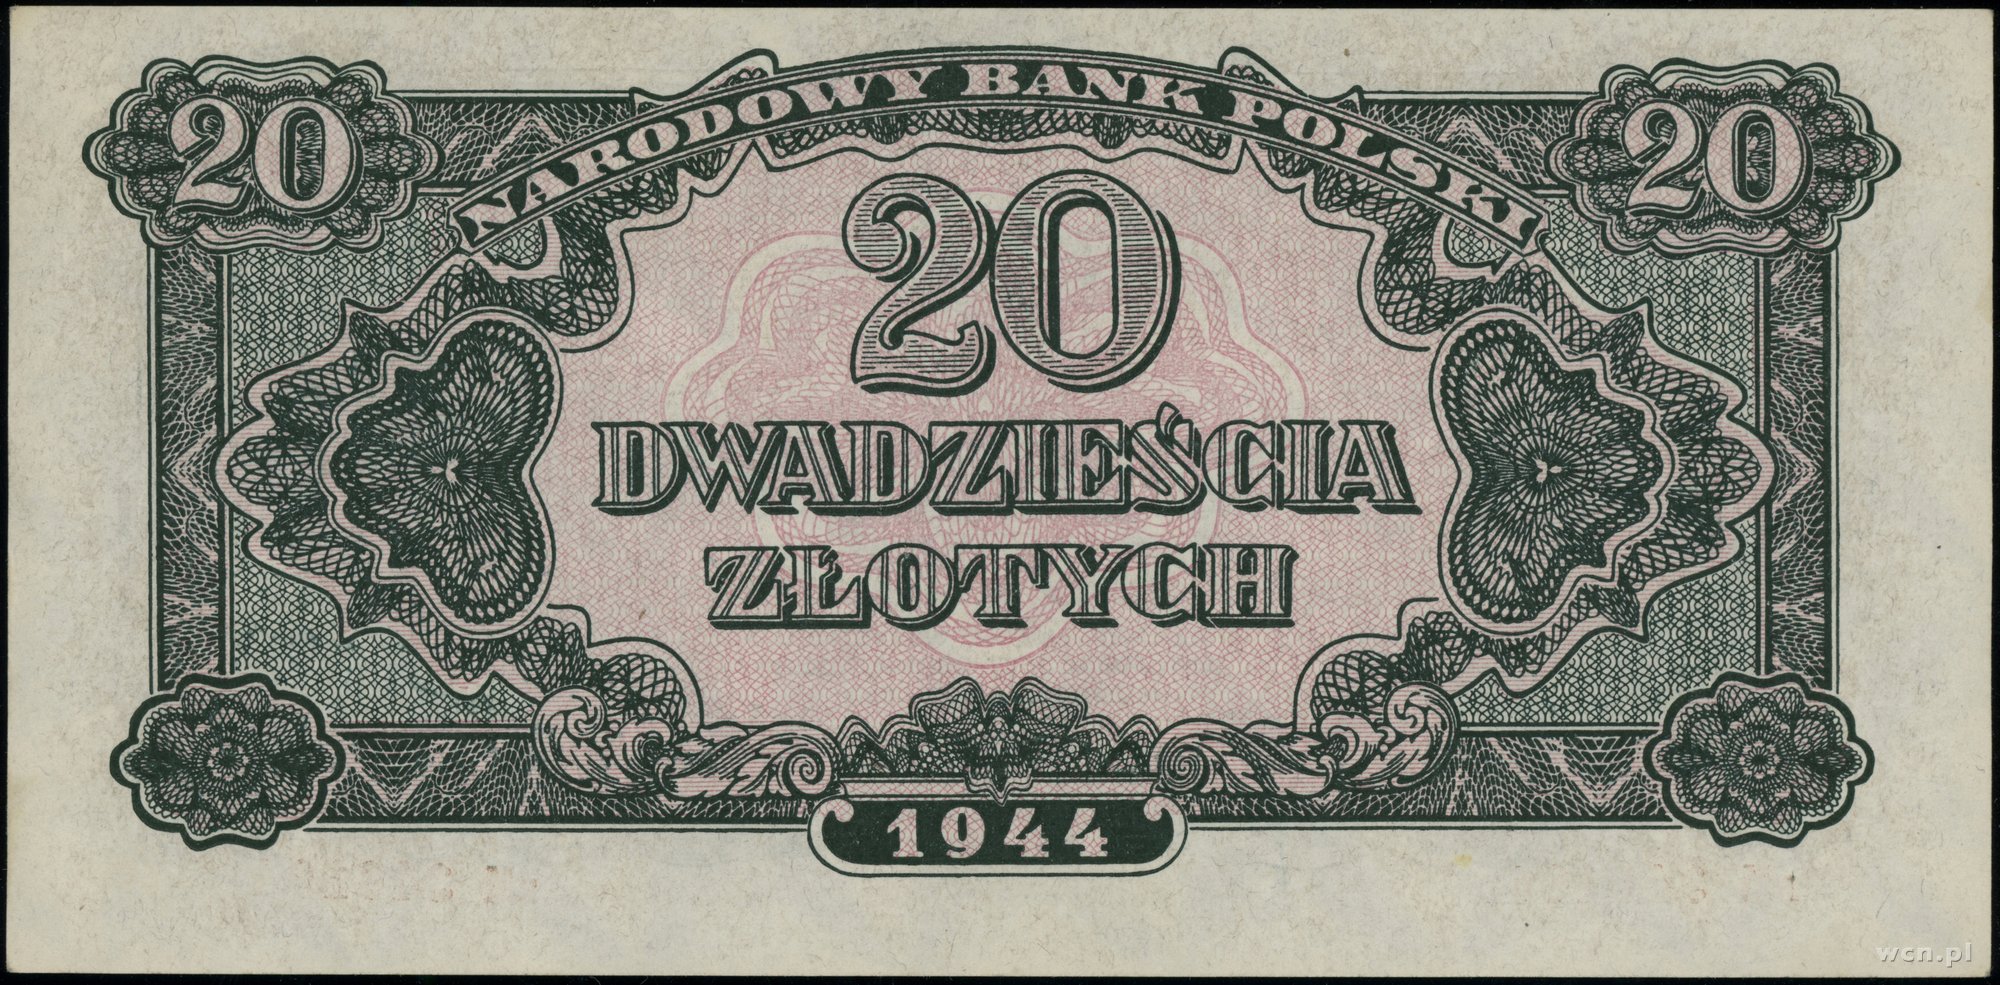 20 NARODOWY BANK POLSKI 20
20
DWADZIEŚCIA
ZŁOTYCH
1944
wcn.pl